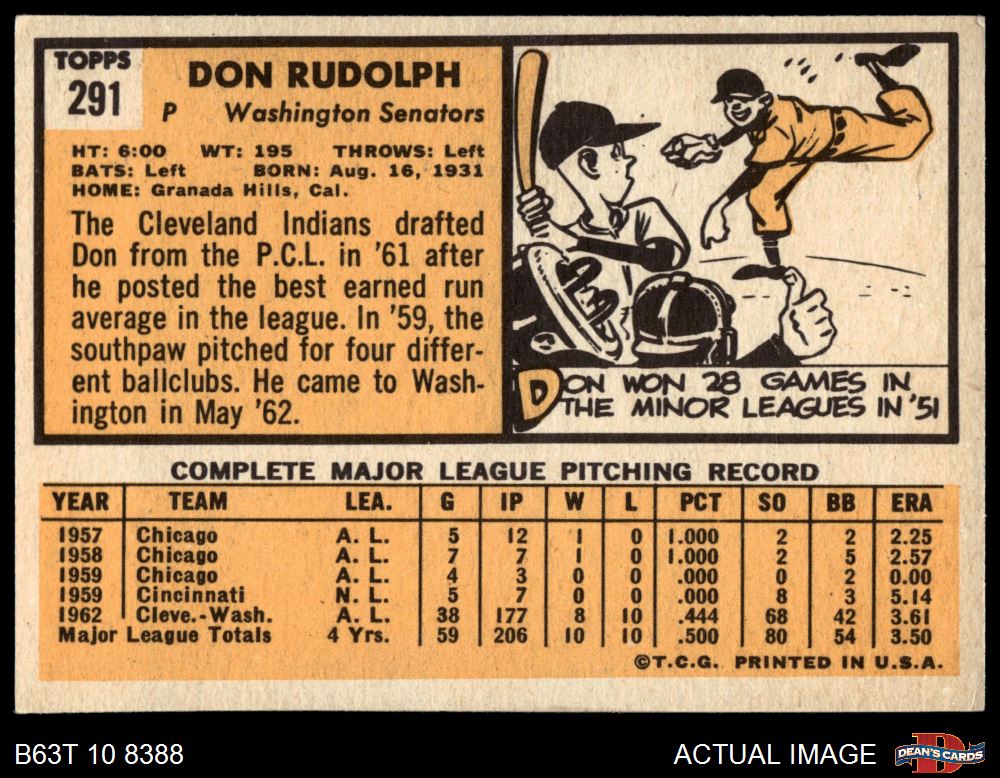 TOPPS
291
DON RUDOLPH
P Washington Senators
HT: 6:00 WT: 195 THROWS: Left
BATS: Left BORN: Aug. 16, 1931
HOME: Granada Hills, Cal.
The Cleveland Indians drafted
Don from the P.C.L. in '61 after
he posted the best earned run
average in the league. In '59, the
southpaw pitched for four differ-
ent ballclubs. He came to Wash-
ington in May '62.
DON WON 28 GAMES IN
THE MINOR LEAGUES IN '51
COMPLETE MAJOR LEAGUE PITCHING RECORD
YEAR TEAM LEA. G IP W L PCT SO BB ERA
1957 Chicago A. L. 5 12 1 0 1.000 2 2 2.25
1958 Chicago A. L. 7 7 1 0 1.000 2 5 2.57
1959 Chicago A. L. 4 3 0 0 .000 0 2 0.00
1959 Cincinnati N. L. 5 7 0 0 .000 8 3 5.14
1962 Cleve.-Wash. A. L. 38 177 8 10 .444 68 42 3.61
Major League Totals 4 Yrs. 59 206 10 10 .500 80 54 3.50
©T.C.G. PRINTED IN U.S.A.
B63T 10 8388
ACTUAL IMAGE
D
DEAN'S CARDS